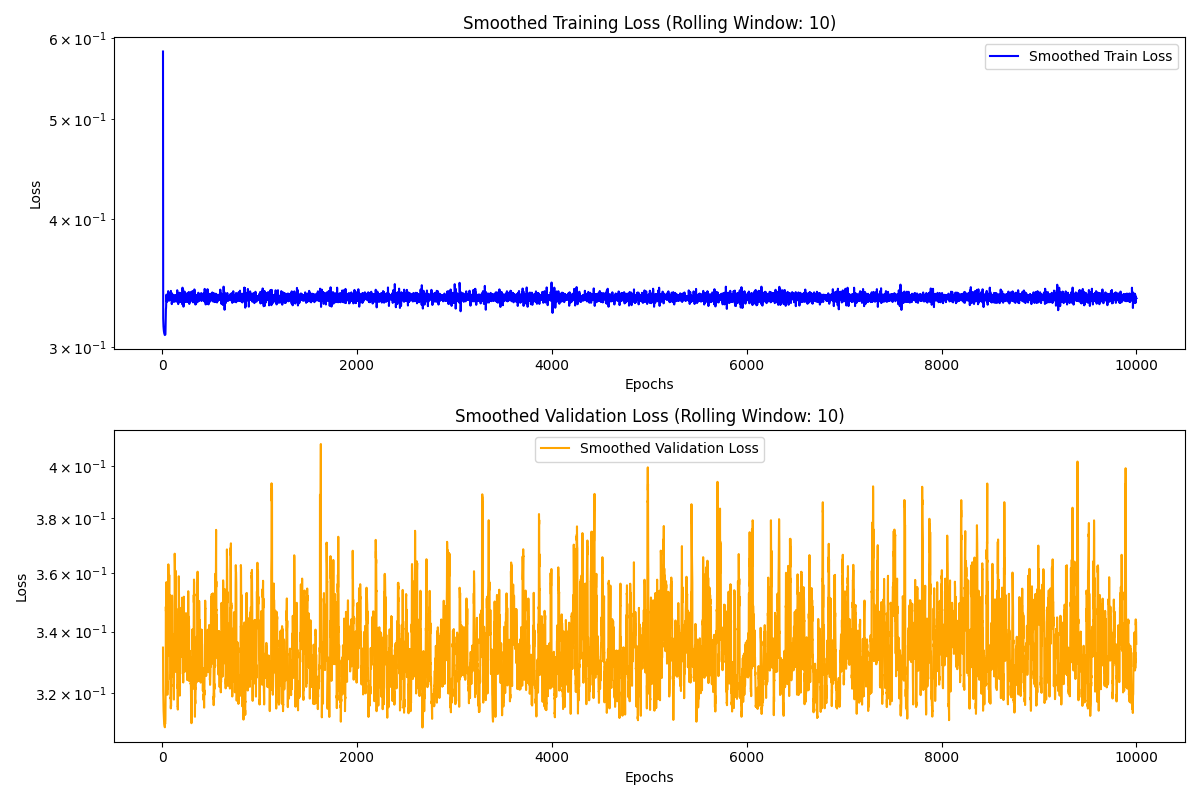 Smoothed Training Loss (Rolling Window: 10)
6 × 10⁻¹
5 × 10⁻¹
4 × 10⁻¹
3 × 10⁻¹
Loss
Smoothed Train Loss
0 2000 4000 6000 8000 10000
Epochs
Smoothed Validation Loss (Rolling Window: 10)
4 × 10⁻¹
3.8 × 10⁻¹
3.6 × 10⁻¹
3.4 × 10⁻¹
3.2 × 10⁻¹
Loss
Smoothed Validation Loss
0 2000 4000 6000 8000 10000
Epochs